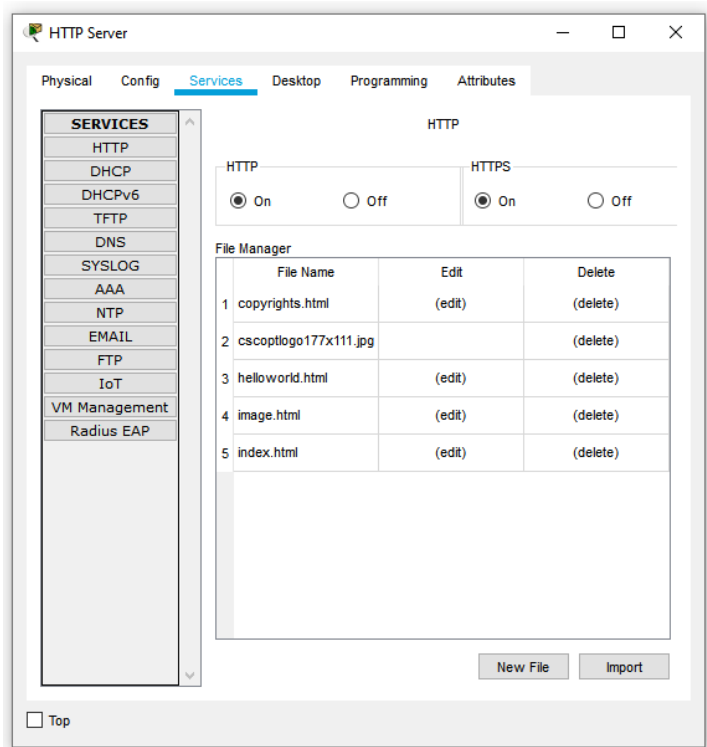 HTTP Server
Physical Config Services Desktop Programming Attributes
SERVICES
HTTP
DHCP
DHCPv6
TFTP
DNS
SYSLOG
AAA
NTP
EMAIL
FTP
IoT
VM Management
Radius EAP
HTTP
HTTP
On Off
HTTPS
On Off
File Manager
File Name Edit Delete
1 copyrights.html (edit) (delete)
2 cscoptlogo177x111.jpg (delete)
3 helloworld.html (edit) (delete)
4 image.html (edit) (delete)
5 index.html (edit) (delete)
New File Import
Top